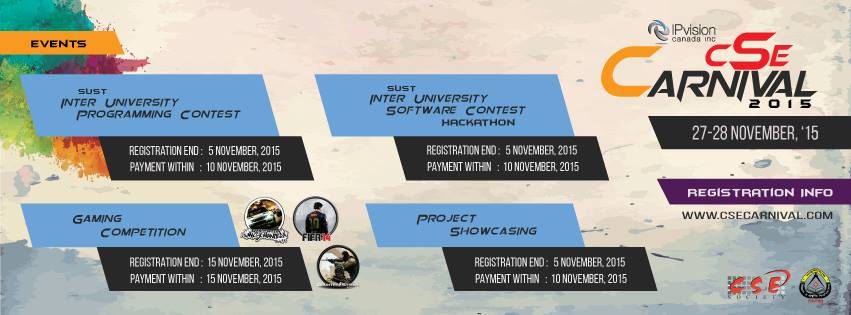 EVENTS
SUST
INTER UNIVERSITY
PROGRAMMING CONTEST
REGISTRATION END : 5 NOVEMBER, 2015
PAYMENT WITHIN : 10 NOVEMBER, 2015
SUST
INTER UNIVERSITY
SOFTWARE CONTEST
HACKATHON
REGISTRATION END : 5 NOVEMBER, 2015
PAYMENT WITHIN : 10 NOVEMBER, 2015
GAMING
COMPETITION
FIFA 14
REGISTRATION END : 15 NOVEMBER, 2015
PAYMENT WITHIN : 15 NOVEMBER, 2015
PROJECT
SHOWCASING
REGISTRATION END : 5 NOVEMBER, 2015
PAYMENT WITHIN : 10 NOVEMBER, 2015
IPvision
canada inc
CSE
CARNIVAL
2015
27-28 NOVEMBER, '15
REGISTRATION INFO
WWW.CSECARNIVAL.COM
CSE
SOCIETY